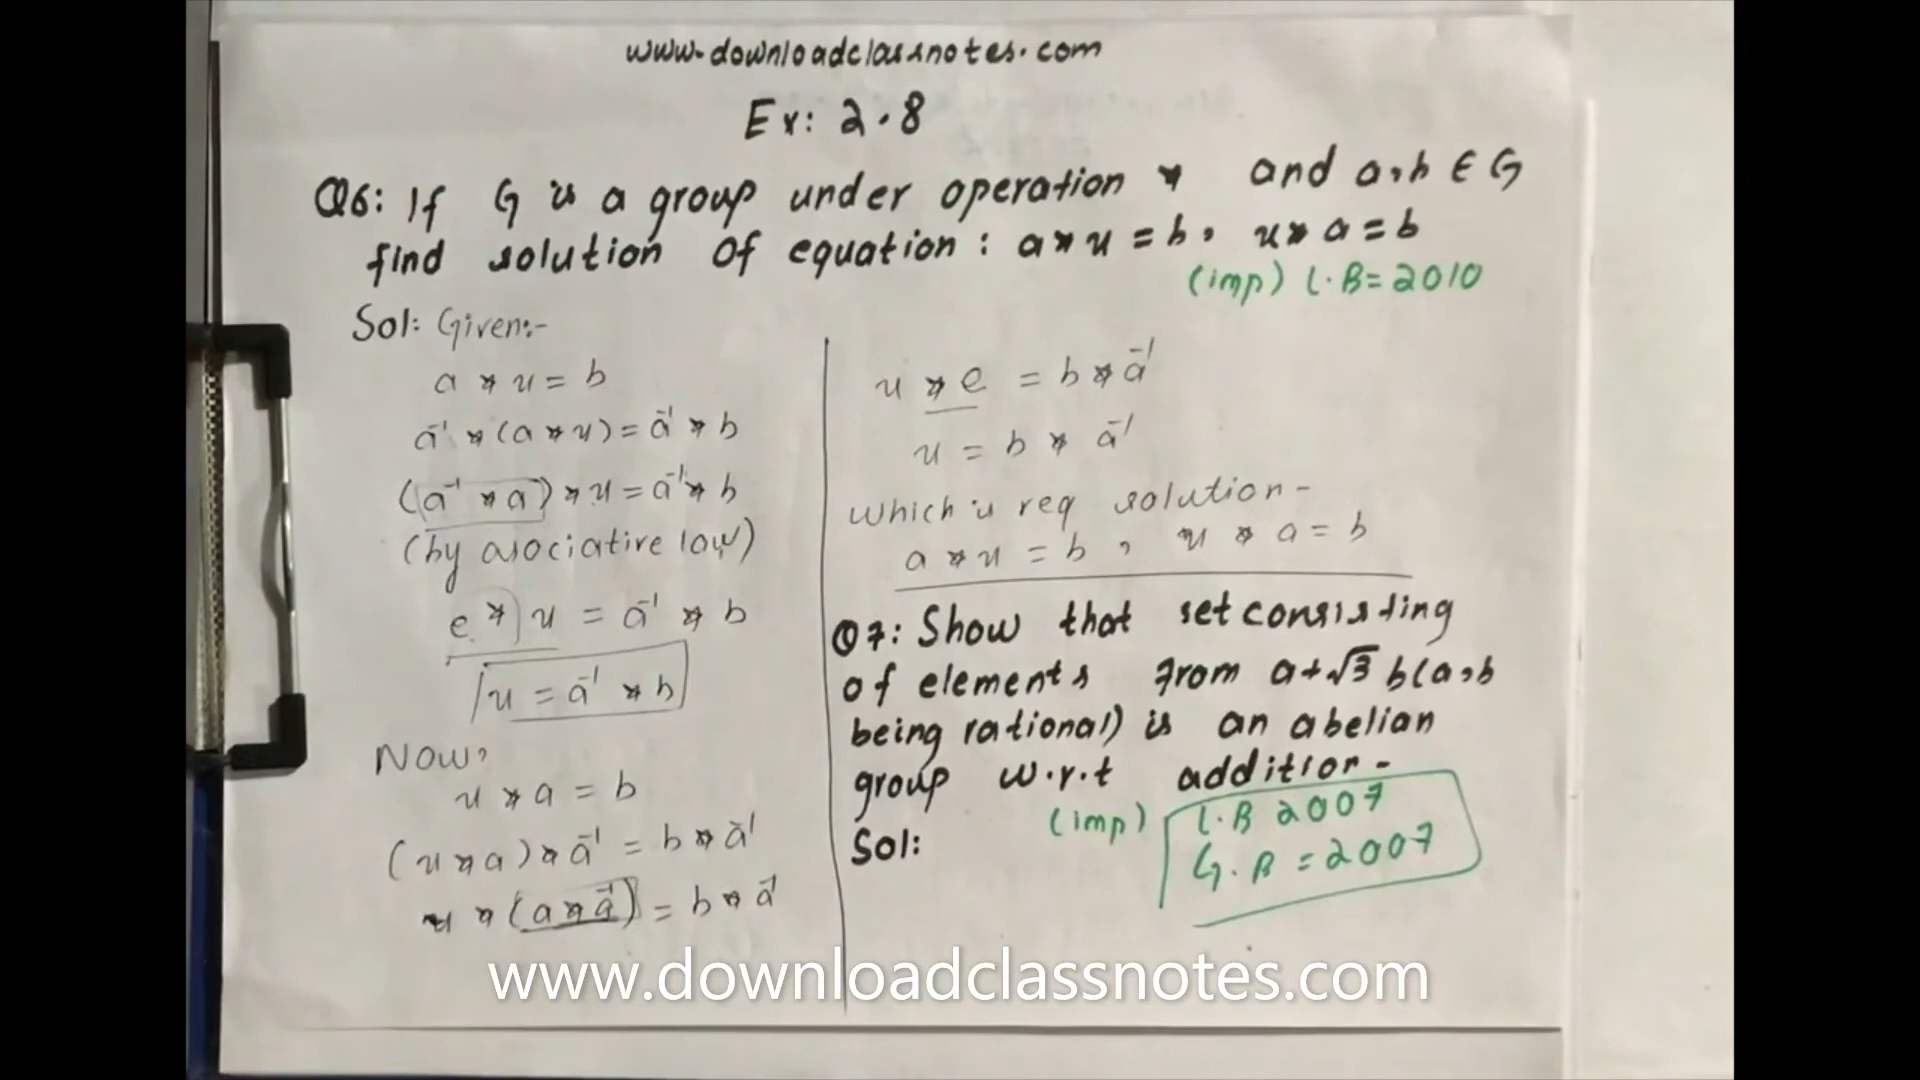 www.downloadclassnotes.com
Ex: 2.8
Q6: If G is a group under operation * and a,b ∈ G
find solution of equation: a * x = b, x * a = b
(imp) L.B = 2010
Sol: Given:-
a * x = b
a⁻¹ * (a * x) = a⁻¹ * b
(a⁻¹ * a) * x = a⁻¹ * b
(by asociative law)
e * x = a⁻¹ * b
x = a⁻¹ * b
Now,
x * a = b
(x * a) * a⁻¹ = b * a⁻¹
x * (a * a⁻¹) = b * a⁻¹
x * e = b * a⁻¹
x = b * a⁻¹
which is req solution-
a * x = b, x * a = b
Q7: Show that set consisting
of elements from a+√3 b(a,b
being rational) is an abelian
group w.r.t addition-
(imp) L.B 2007
G.B = 2007
Sol:
www.downloadclassnotes.com